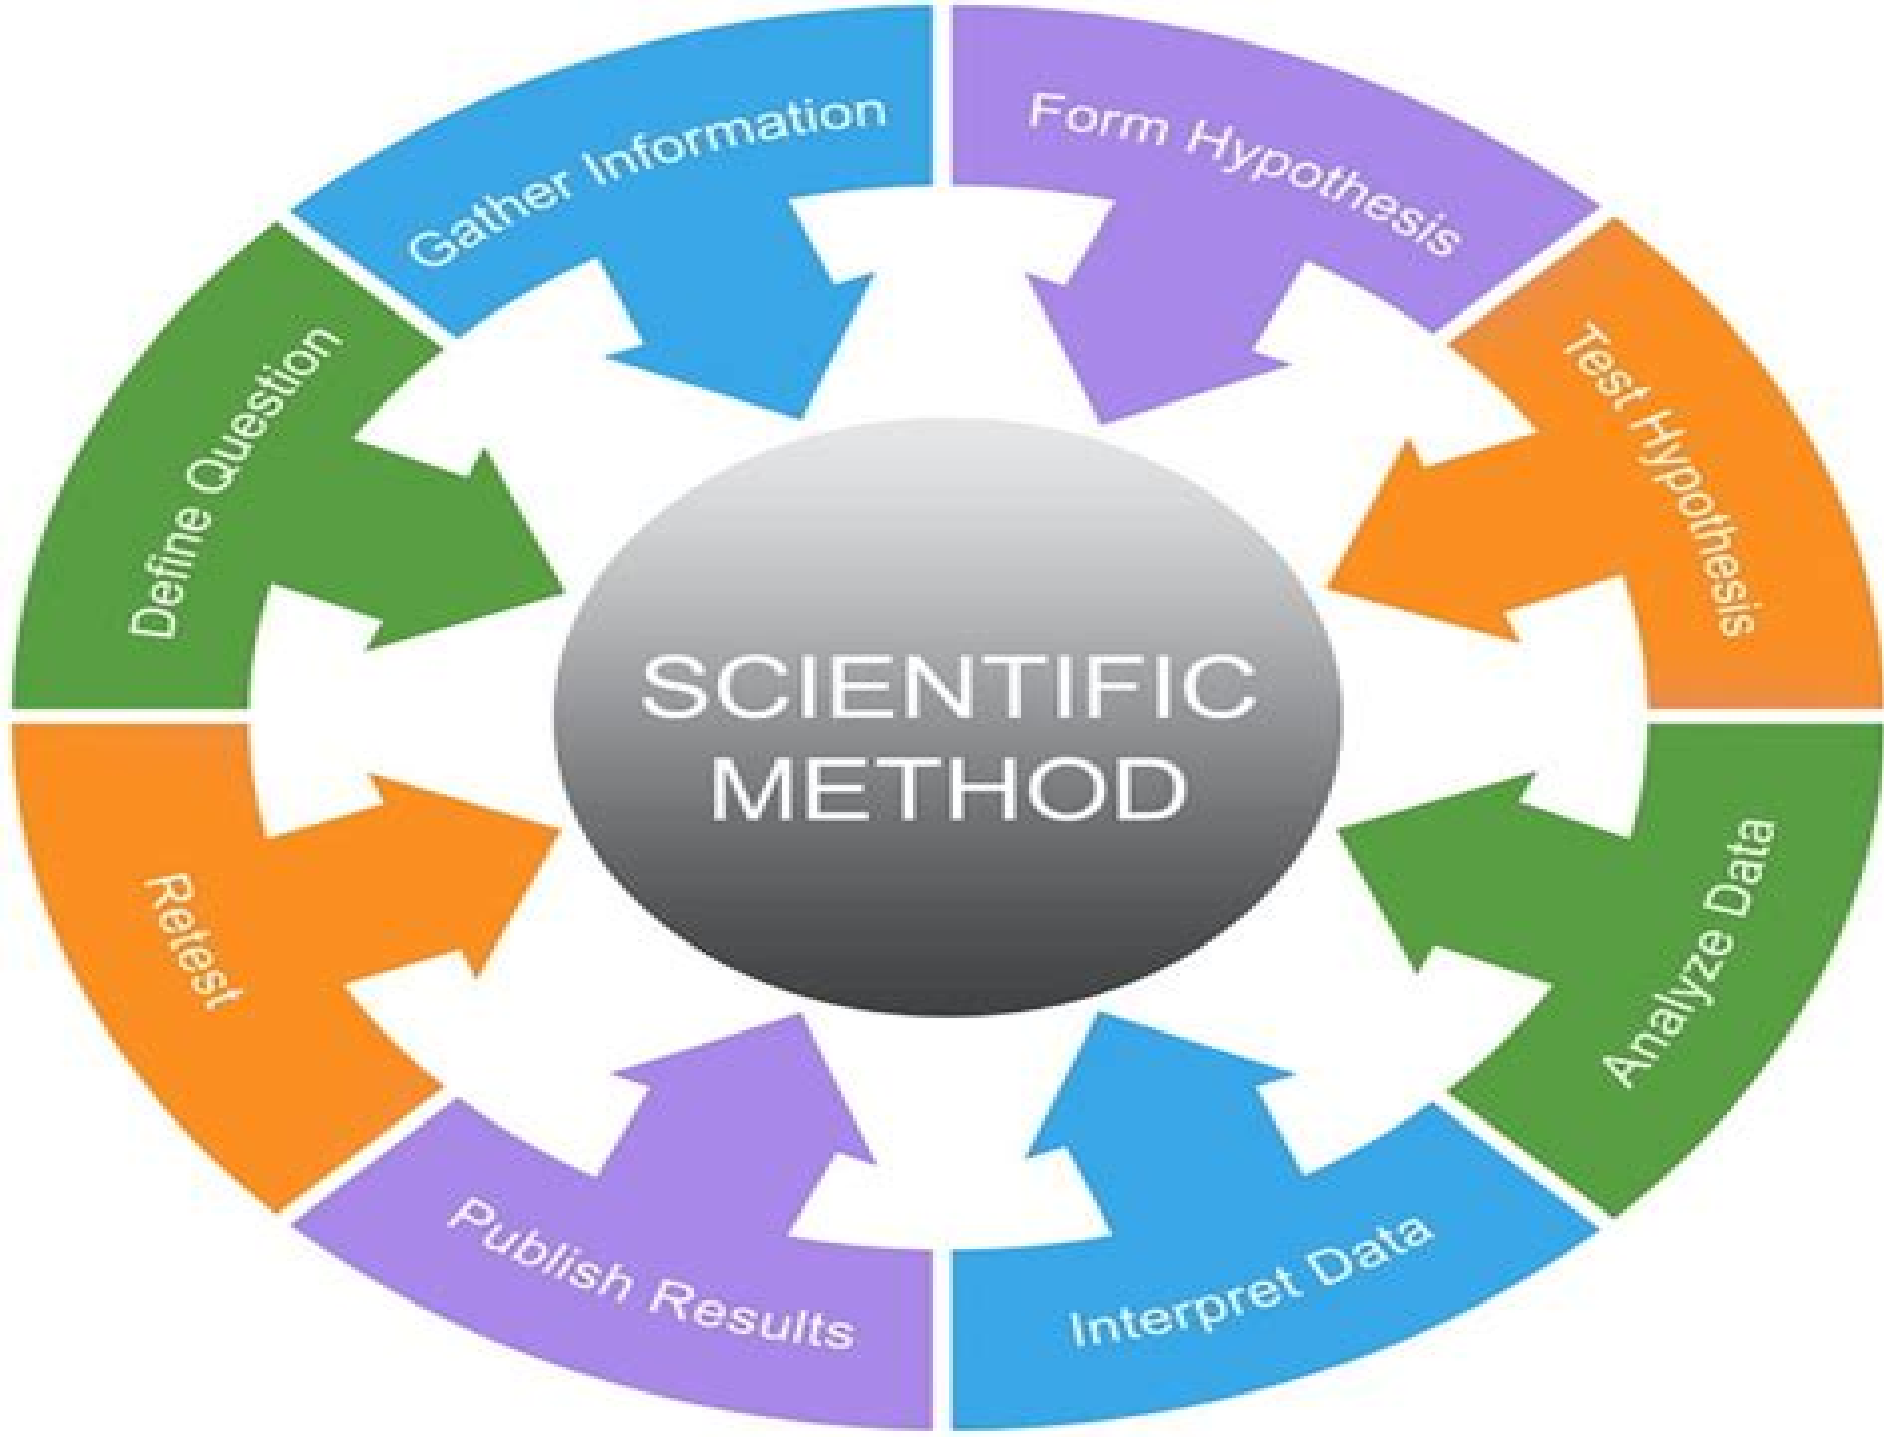 Gather Information
Form Hypothesis
Define Question
Test Hypothesis
SCIENTIFIC
METHOD
Retest
Analyze Data
Publish Results
Interpret Data